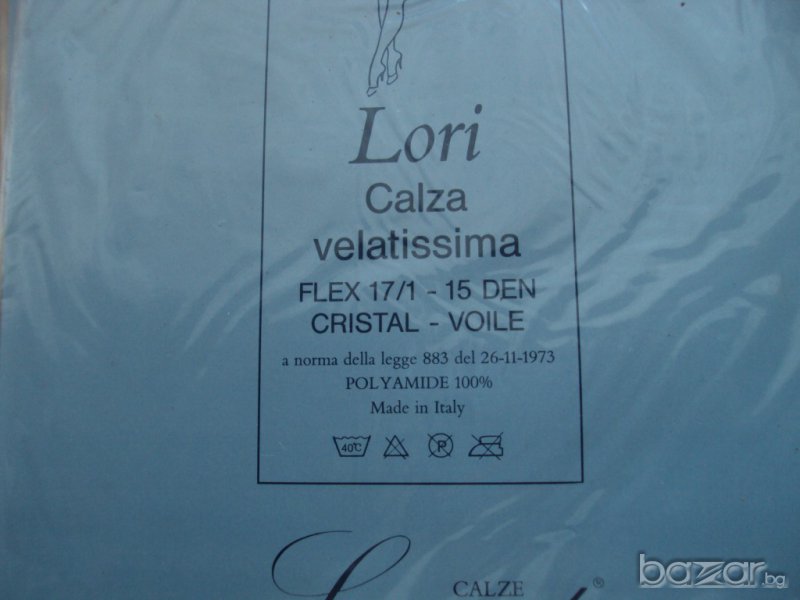 Lori
Calza
velatissima
FLEX 17/1 - 15 DEN
CRISTAL - VOILE
a norma della legge 883 del 26-11-1973
POLYAMIDE 100%
Made in Italy
40°C P
CALZE
®
bazar.bg